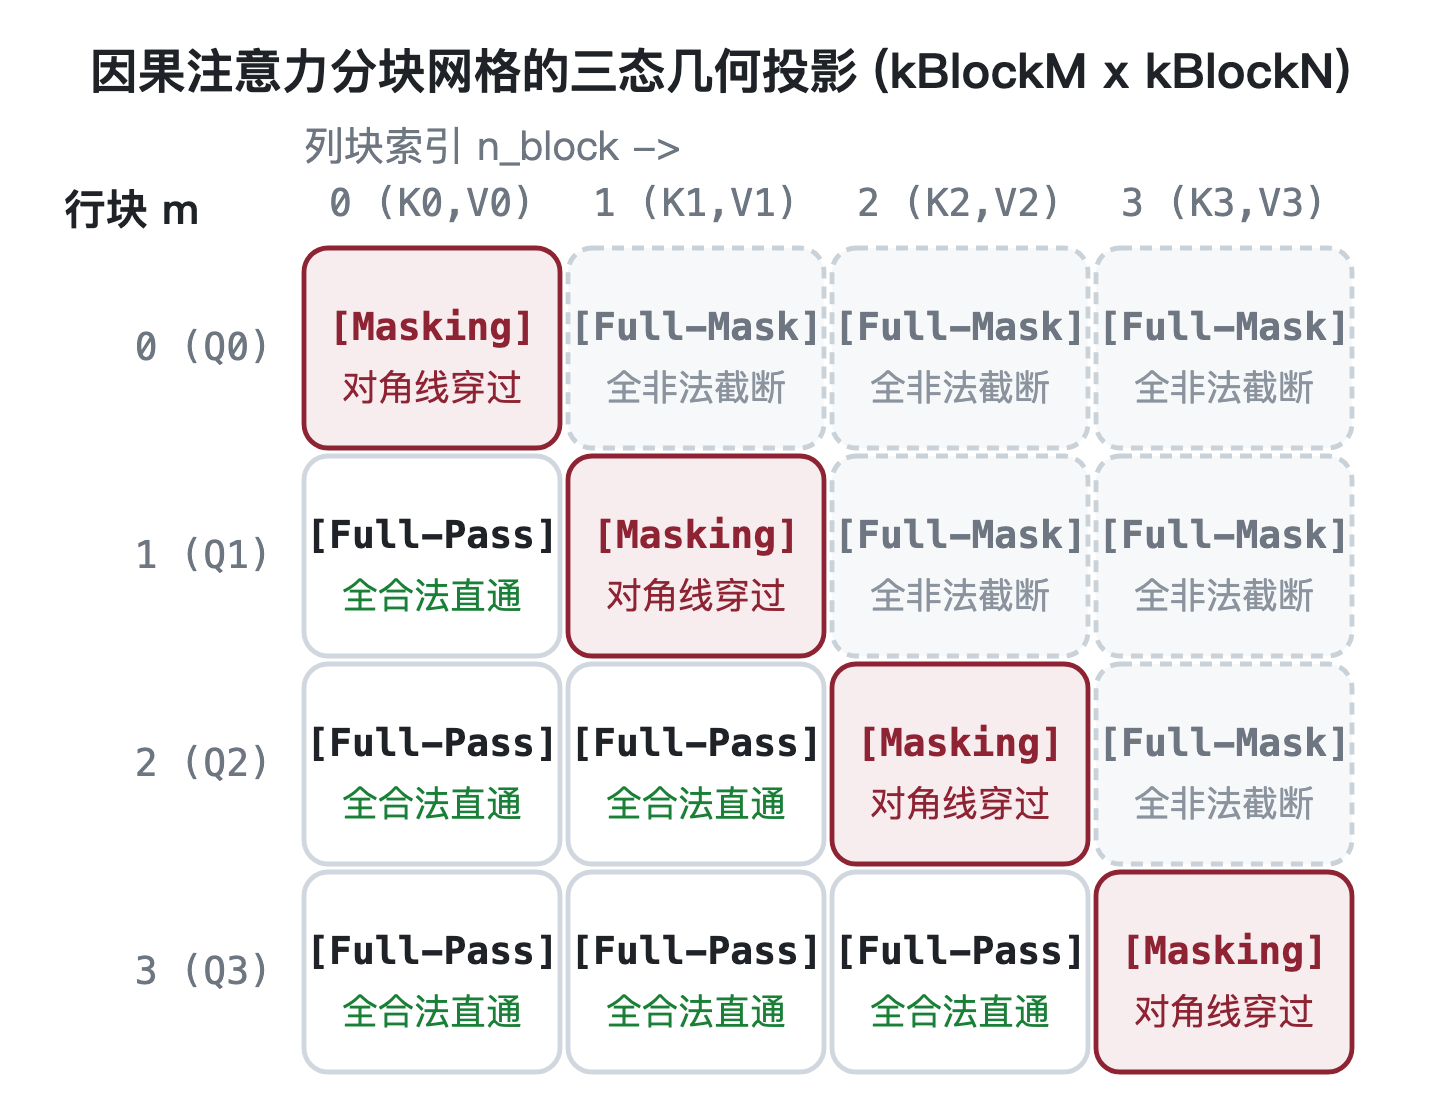 因果注意力分块网格的三态几何投影 (kBlockM x kBlockN)
列块索引 n_block –>
行块 m 0 (K0,V0) 1 (K1,V1) 2 (K2,V2) 3 (K3,V3)
0 (Q0) [Masking] [Full–Mask] [Full–Mask] [Full–Mask]
对角线穿过 全非法截断 全非法截断 全非法截断
1 (Q1) [Full–Pass] [Masking] [Full–Mask] [Full–Mask]
全合法直通 对角线穿过 全非法截断 全非法截断
2 (Q2) [Full–Pass] [Full–Pass] [Masking] [Full–Mask]
全合法直通 全合法直通 对角线穿过 全非法截断
3 (Q3) [Full–Pass] [Full–Pass] [Full–Pass] [Masking]
全合法直通 全合法直通 全合法直通 对角线穿过